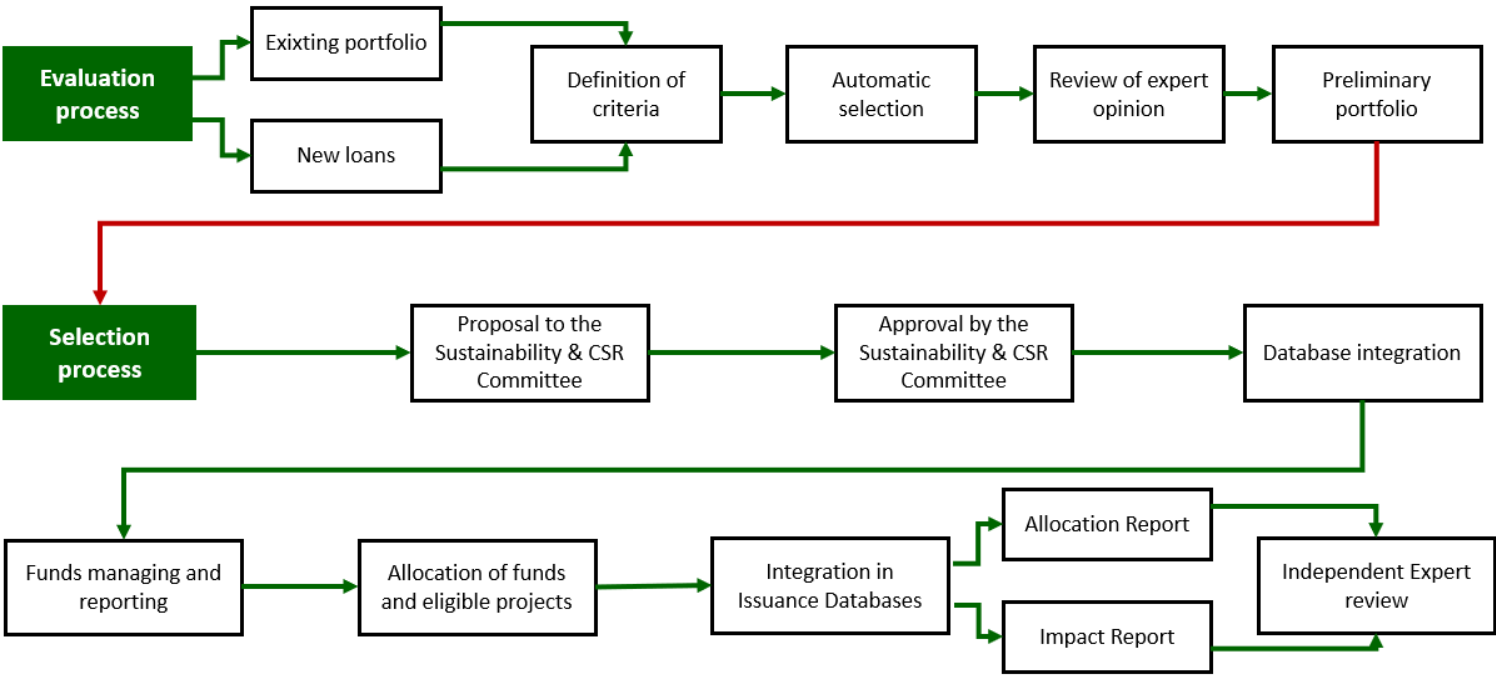 Evaluation
process
Exixting portfolio
New loans
Definition of
criteria
Automatic
selection
Review of expert
opinion
Preliminary
portfolio
Selection
process
Proposal to the
Sustainability & CSR
Committee
Approval by the
Sustainability & CSR
Committee
Database integration
Funds managing and
reporting
Allocation of funds
and eligible projects
Integration in
Issuance Databases
Allocation Report
Impact Report
Independent Expert
review